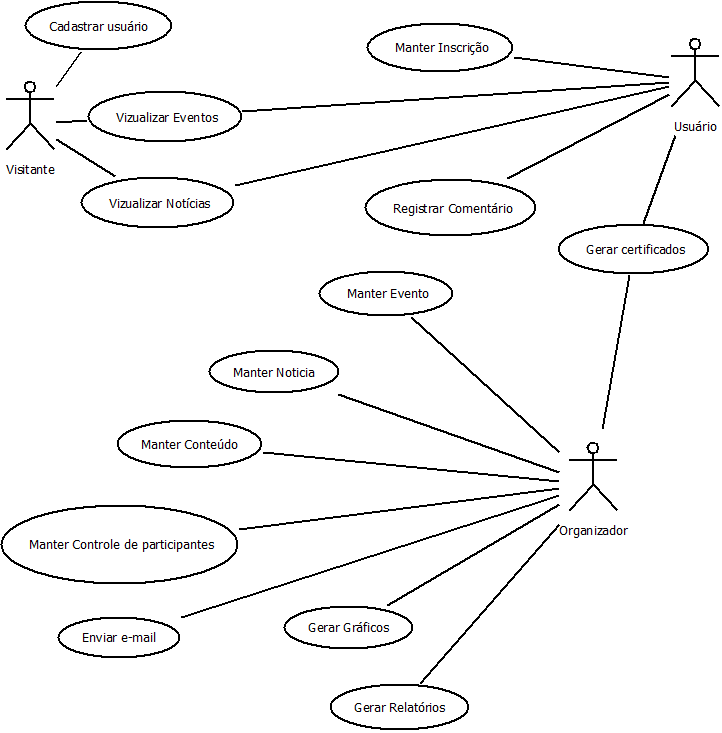 Cadastrar usuário
Manter Inscrição
Vizualizar Eventos
Usuário
Visitante
Vizualizar Notícias
Registrar Comentário
Gerar certificados
Manter Evento
Manter Noticia
Manter Conteúdo
Organizador
Manter Controle de participantes
Gerar Gráficos
Enviar e-mail
Gerar Relatórios